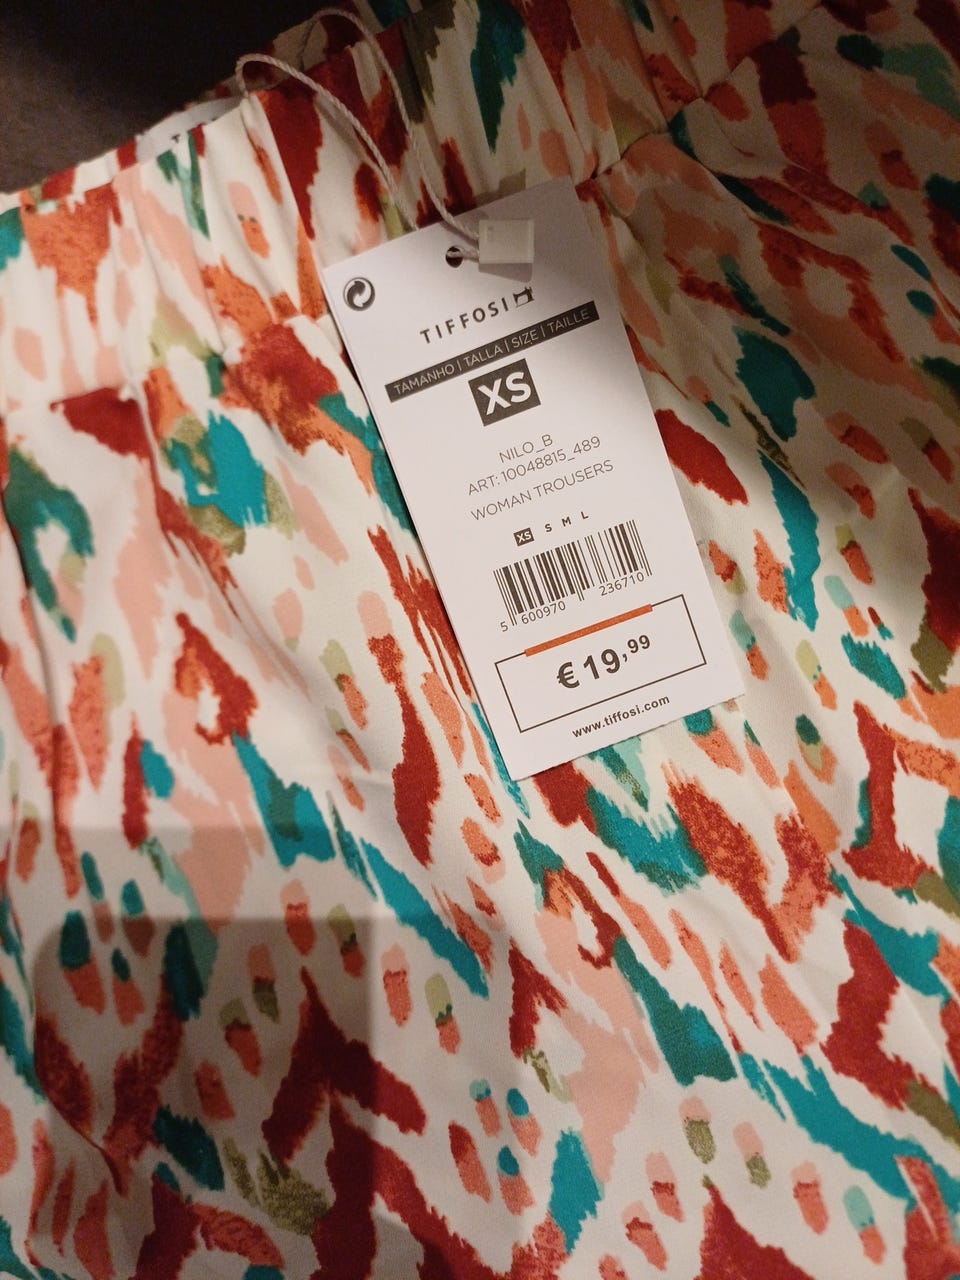 TIFFOSI
TAMANHO | TALLA | SIZE | TAILLE
XS
NILO_B
ART: 10048815_489
WOMAN TROUSERS
XS S M L
5 600970 236710
€ 19,99
www.tiffosi.com